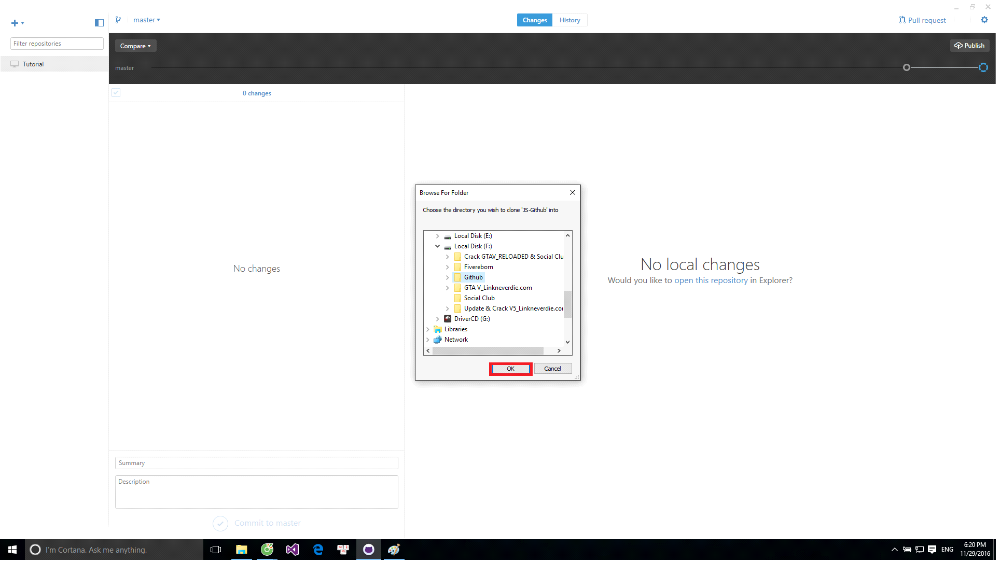 master
Changes
History
Pull request
Filter repositories
Compare
Publish
Tutorial
master
0 changes
Browse For Folder
Choose the directory you wish to clone 'JS-Github' into
Local Disk (E:)
Local Disk (F:)
Crack GTAV_RELOADED & Social Clu
Fivereborn
Github
GTA V_Linkneverdie.com
Social Club
Update & Crack V5_Linkneverdie.cor
DriverCD (G:)
Libraries
Network
OK
Cancel
No changes
No local changes
Would you like to open this repository in Explorer?
Summary
Description
Commit to master
I'm Cortana. Ask me anything.
ENG
6:20 PM
11/29/2016